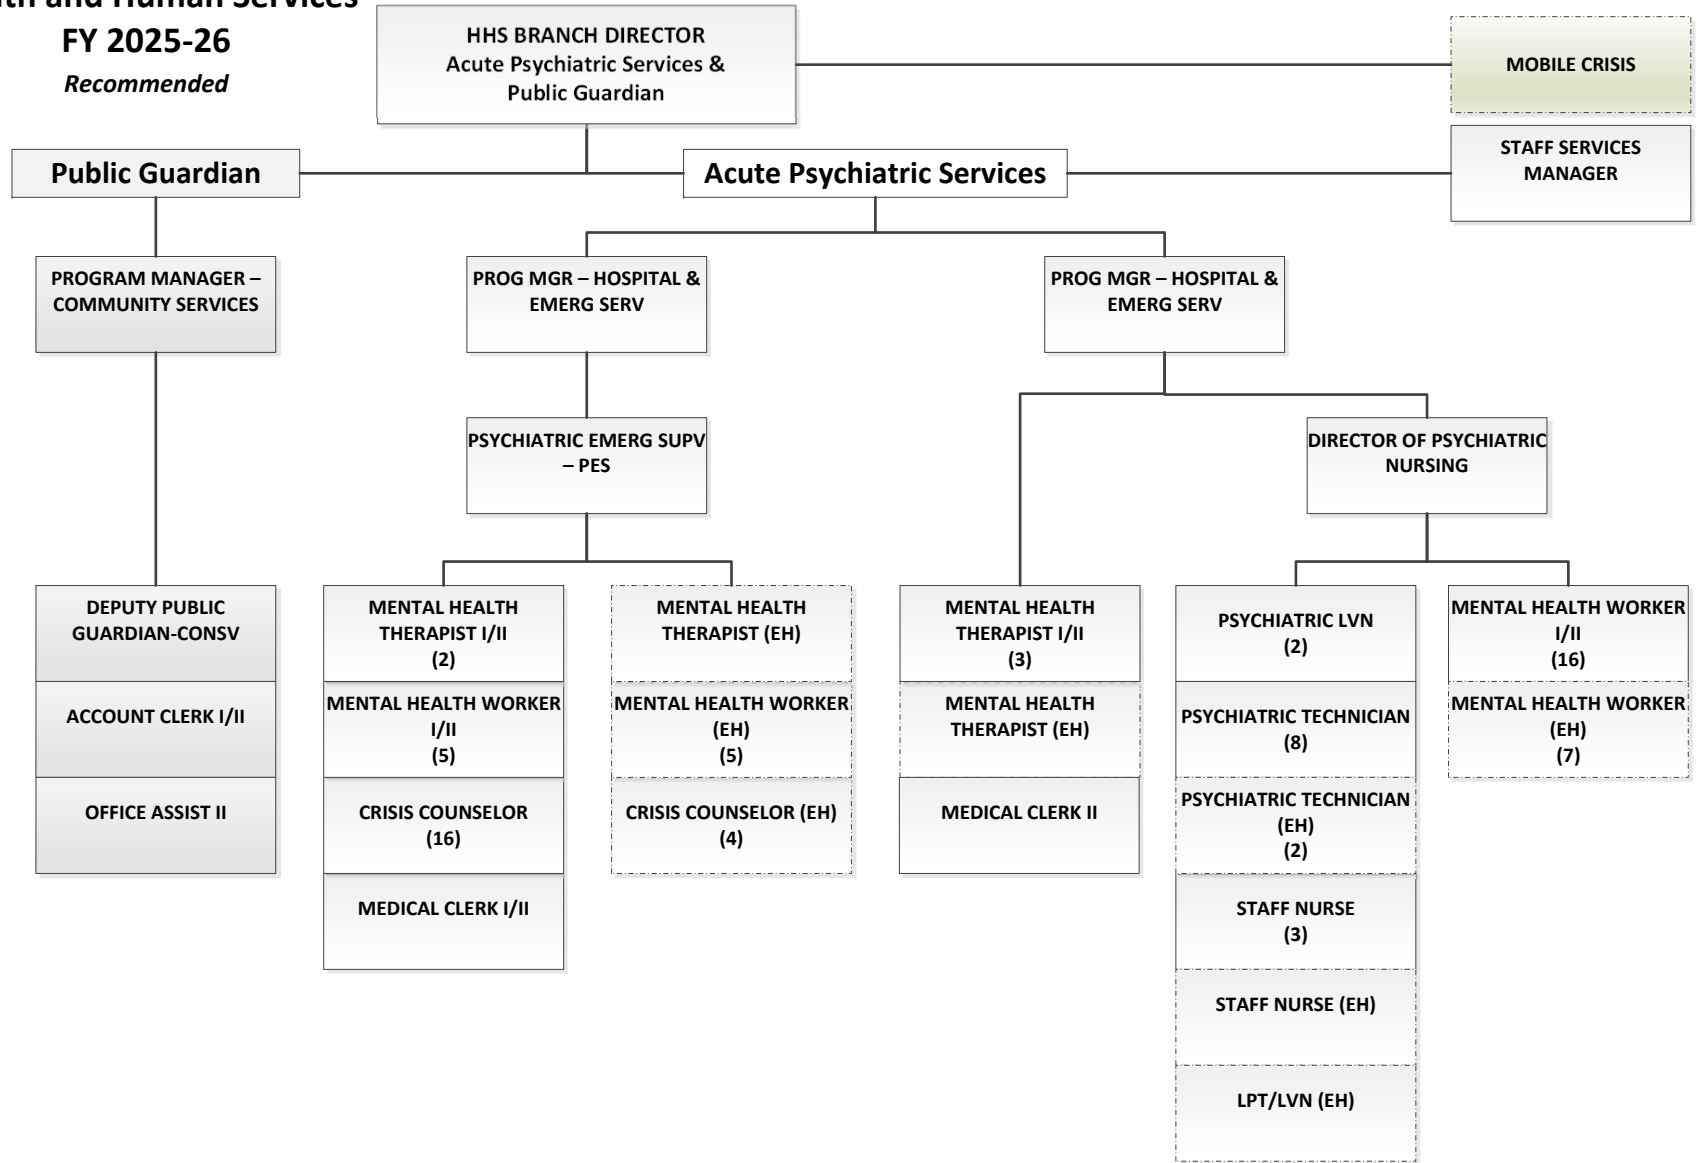 and Human Services
FY 2025-26
Recommended
HHS BRANCH DIRECTOR
Acute Psychiatric Services &
Public Guardian
MOBILE CRISIS
STAFF SERVICES
MANAGER
Public Guardian
Acute Psychiatric Services
PROGRAM MANAGER –
COMMUNITY SERVICES
PROG MGR – HOSPITAL &
EMERG SERV
PROG MGR – HOSPITAL &
EMERG SERV
PSYCHIATRIC EMERG SUPV
– PES
DIRECTOR OF PSYCHIATRIC
NURSING
DEPUTY PUBLIC
GUARDIAN-CONSV
ACCOUNT CLERK I/II
OFFICE ASSIST II
MENTAL HEALTH
THERAPIST I/II
(2)
MENTAL HEALTH WORKER
I/II
(5)
CRISIS COUNSELOR
(16)
MEDICAL CLERK I/II
MENTAL HEALTH
THERAPIST (EH)
MENTAL HEALTH WORKER
(EH)
(5)
CRISIS COUNSELOR (EH)
(4)
MENTAL HEALTH
THERAPIST I/II
(3)
MENTAL HEALTH
THERAPIST (EH)
MEDICAL CLERK II
PSYCHIATRIC LVN
(2)
PSYCHIATRIC TECHNICIAN
(8)
PSYCHIATRIC TECHNICIAN
(EH)
(2)
STAFF NURSE
(3)
STAFF NURSE (EH)
LPT/LVN (EH)
MENTAL HEALTH WORKER
I/II
(16)
MENTAL HEALTH WORKER
(EH)
(7)